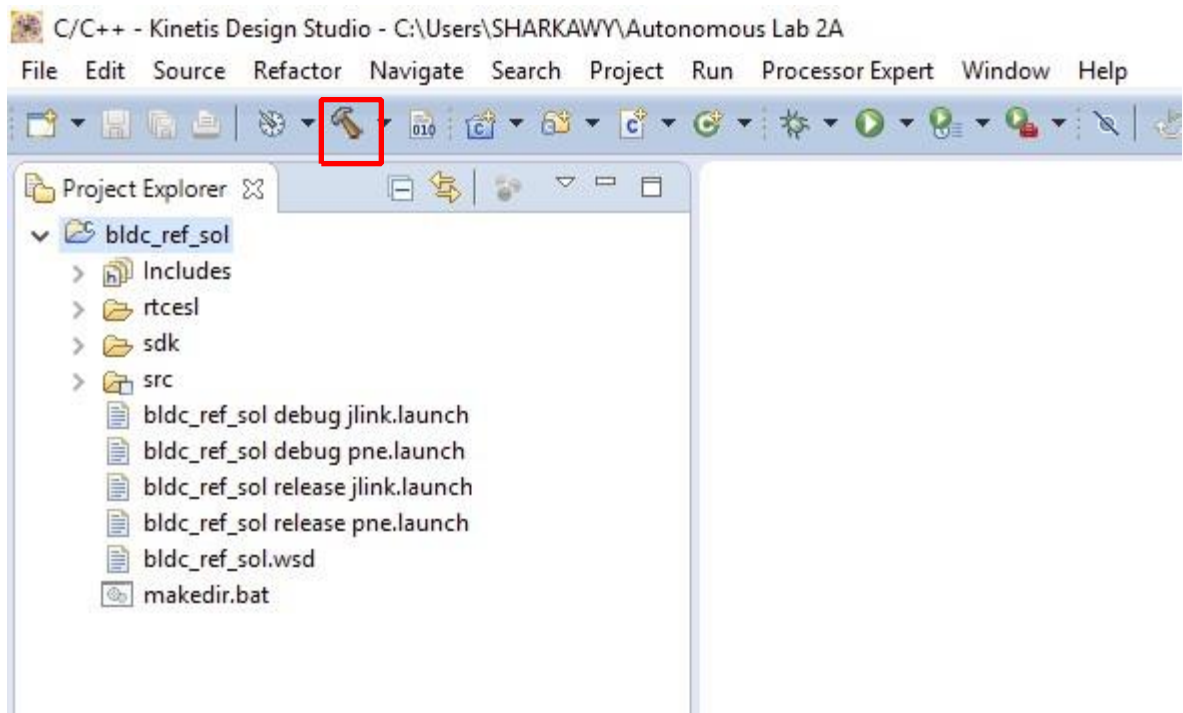 C/C++ - Kinetis Design Studio - C:\Users\SHARKAWY\Autonomous Lab 2A
File Edit Source Refactor Navigate Search Project Run Processor Expert Window Help
010
Project Explorer
bldc_ref_sol
Includes
rtcesl
sdk
src
bldc_ref_sol debug jlink.launch
bldc_ref_sol debug pne.launch
bldc_ref_sol release jlink.launch
bldc_ref_sol release pne.launch
bldc_ref_sol.wsd
makedir.bat